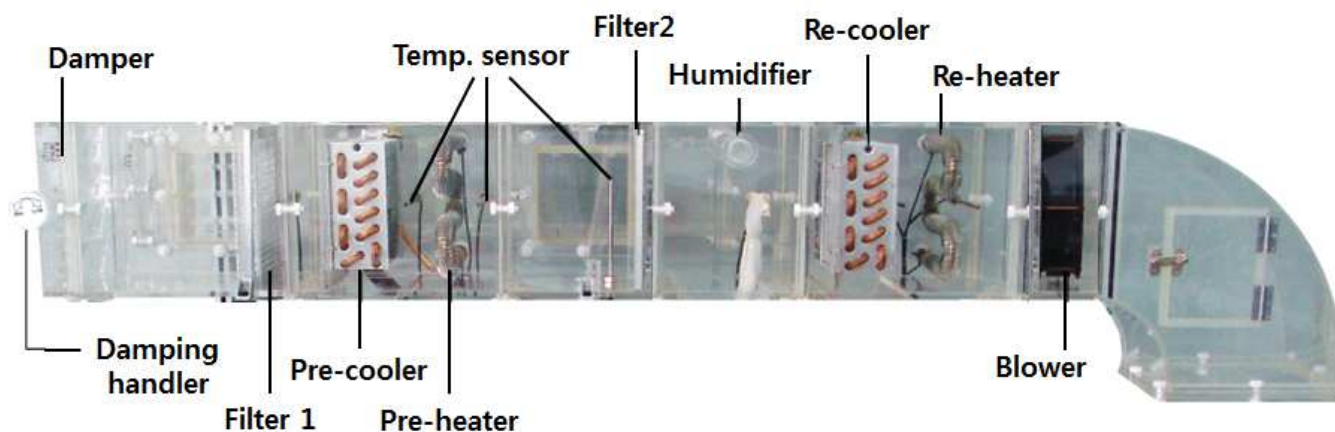 Damper
Temp. sensor
Filter2
Humidifier
Re-cooler
Re-heater
Damping
handler
Filter 1
Pre-cooler
Pre-heater
Blower